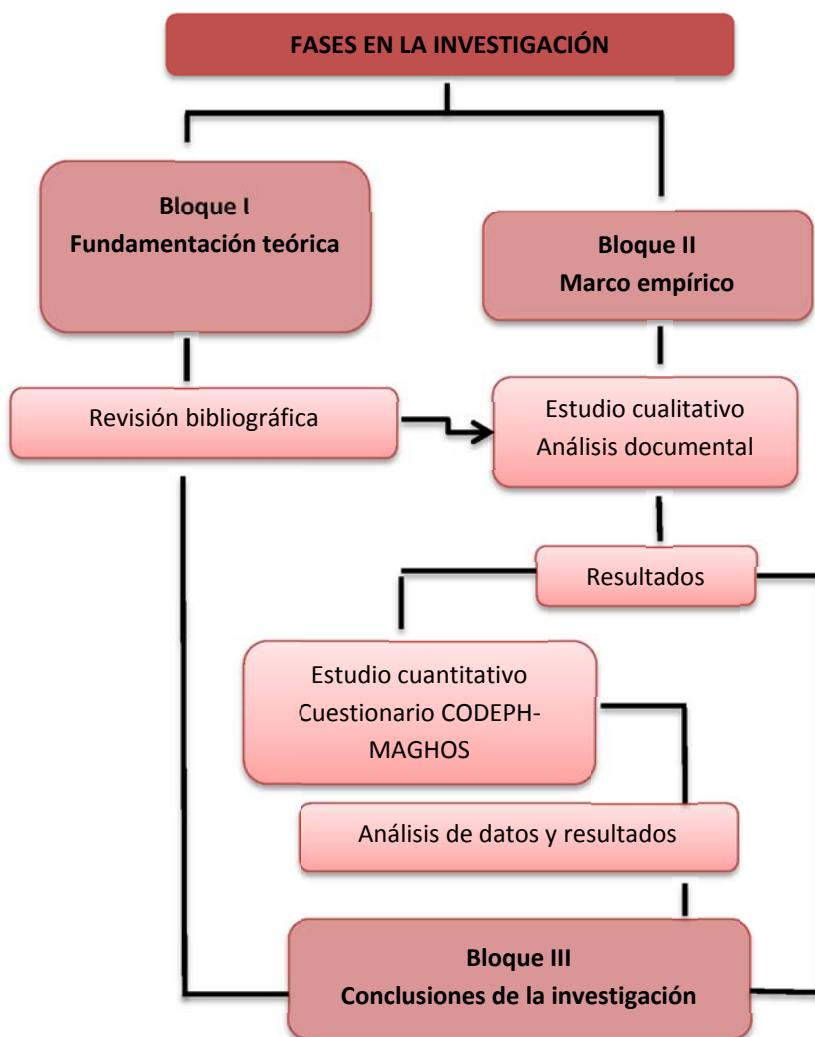 FASES EN LA INVESTIGACIÓN
Bloque I
Fundamentación teórica
Bloque II
Marco empírico
Revisión bibliográfica
Estudio cualitativo
Análisis documental
Resultados
Estudio cuantitativo
Cuestionario CODEPH-
MAGHOS
Análisis de datos y resultados
Bloque III
Conclusiones de la investigación